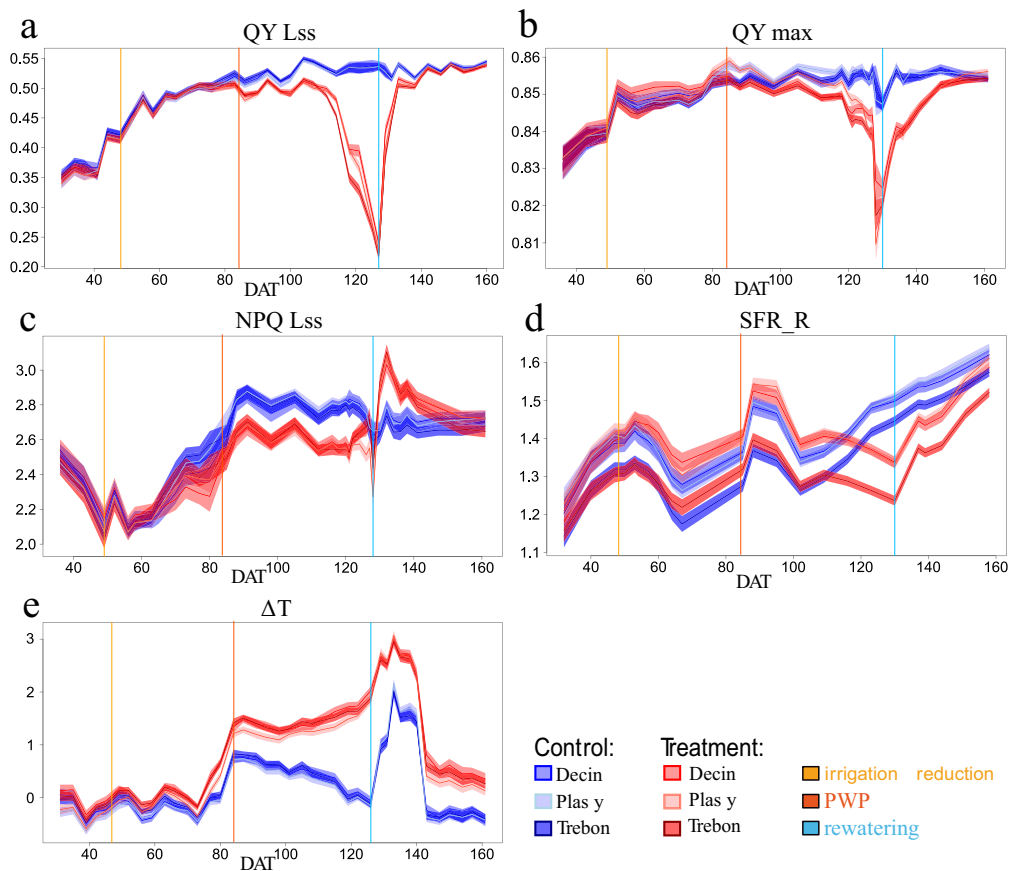 a
QY Lss
0.55
0.50
0.45
0.40
0.35
0.30
0.25
0.20
40 60 80 100 120 140 160
DAT
b
QY max
0.86
0.85
0.84
0.83
0.82
0.81
40 60 80 100 120 140 160
DAT
c
NPQ Lss
3.0
2.8
2.6
2.4
2.2
2.0
40 60 80 100 120 140 160
DAT
d
SFR_R
1.6
1.5
1.4
1.3
1.2
1.1
40 60 80 100 120 140 160
DAT
e
ΔT
3
2
1
0
40 60 80 100 120 140 160
DAT
Control:
Decin
Plas y
Trebon
Treatment:
Decin
Plas y
Trebon
irrigation reduction
PWP
rewatering